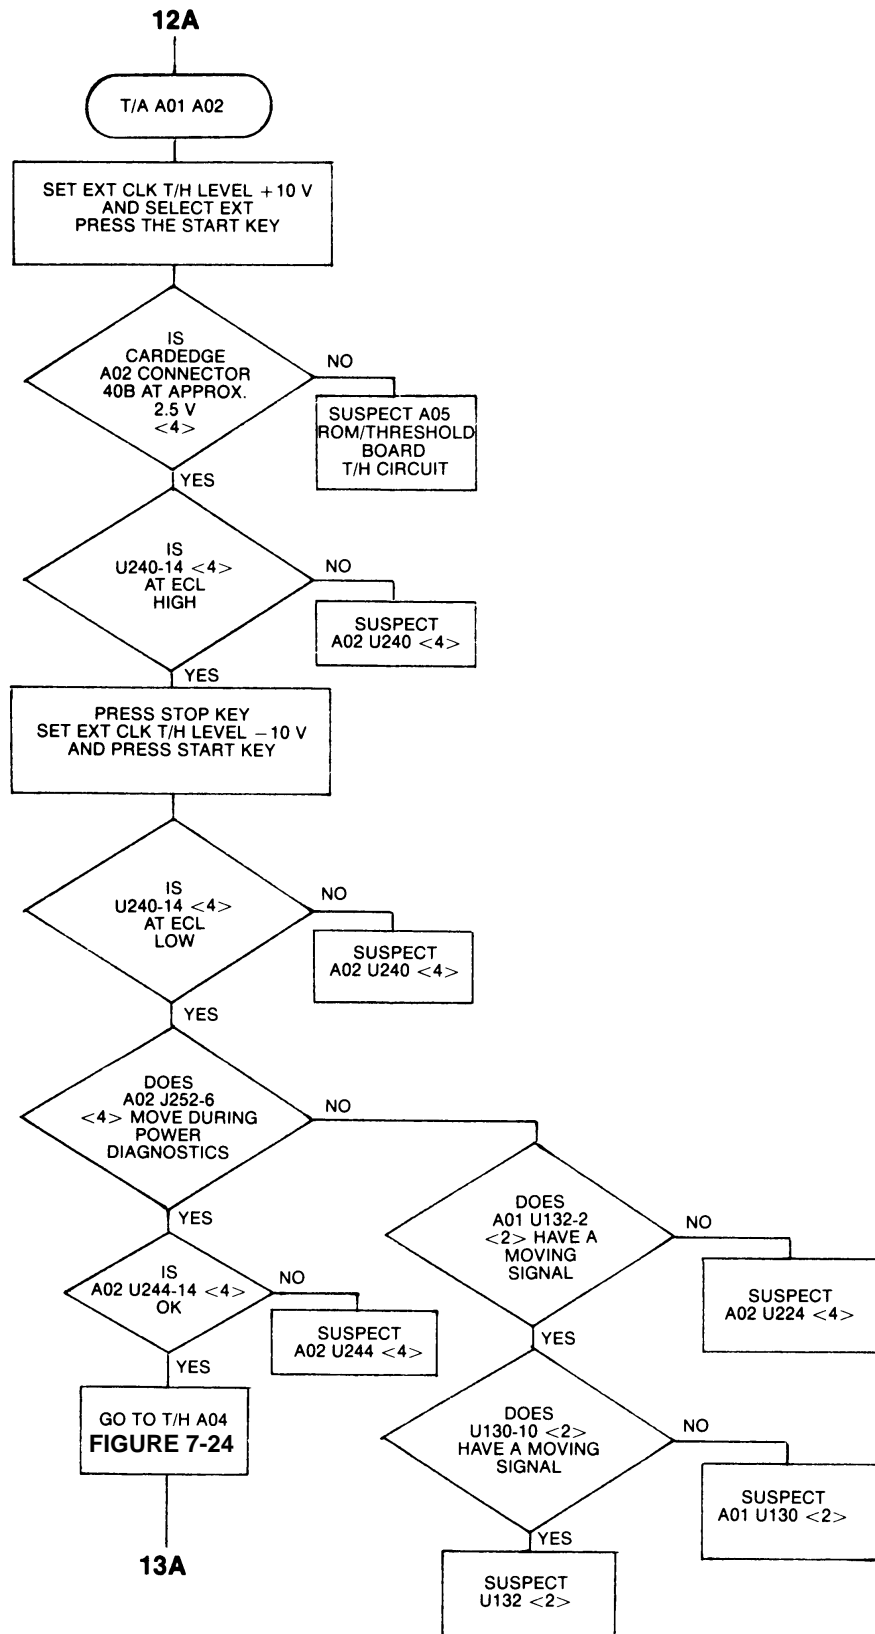 12A
T/A A01 A02
SET EXT CLK T/H LEVEL +10 V
AND SELECT EXT
PRESS THE START KEY
IS
CARDEDGE
A02 CONNECTOR
40B AT APPROX.
2.5 V
<4>
NO
SUSPECT A05
ROM/THRESHOLD
BOARD
T/H CIRCUIT
YES
IS
U240-14 <4>
AT ECL
HIGH
NO
SUSPECT
A02 U240 <4>
YES
PRESS STOP KEY
SET EXT CLK T/H LEVEL −10 V
AND PRESS START KEY
IS
U240-14 <4>
AT ECL
LOW
NO
SUSPECT
A02 U240 <4>
YES
DOES
A02 J252-6
<4> MOVE DURING
POWER
DIAGNOSTICS
NO
YES
IS
A02 U244-14 <4>
OK
NO
SUSPECT
A02 U244 <4>
YES
GO TO T/H A04
FIGURE 7-24
13A
DOES
A01 U132-2
<2> HAVE A
MOVING
SIGNAL
NO
SUSPECT
A02 U224 <4>
YES
DOES
U130-10 <2>
HAVE A MOVING
SIGNAL
NO
SUSPECT
A01 U130 <2>
YES
SUSPECT
U132 <2>